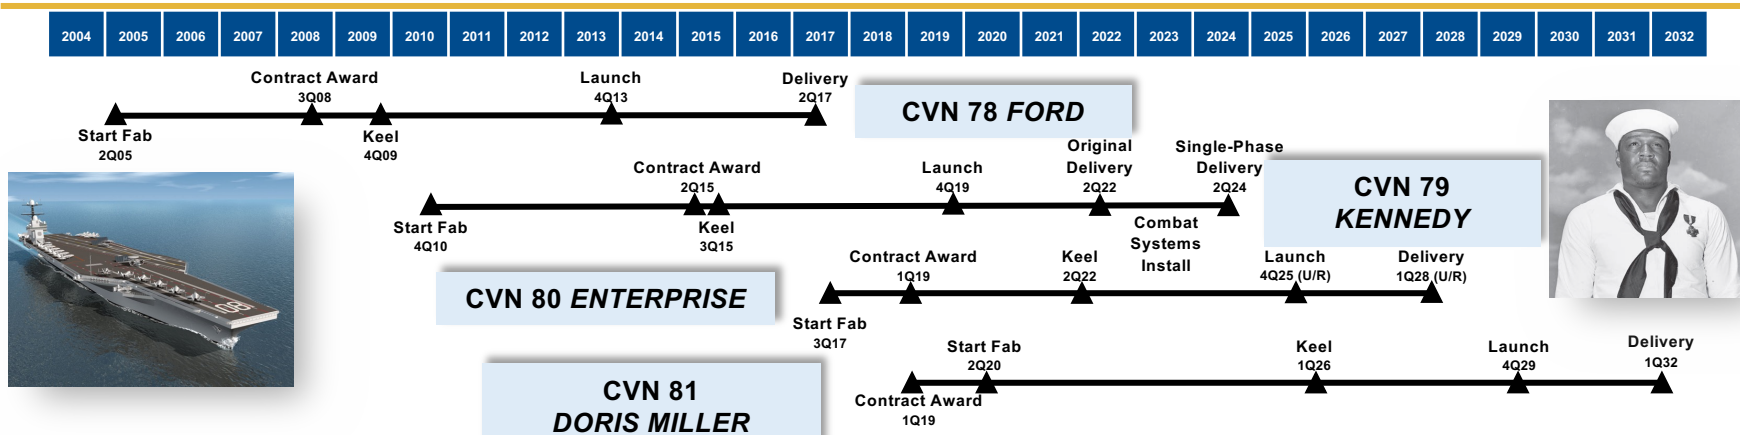 2004 2005 2006 2007 2008 2009 2010 2011 2012 2013 2014 2015 2016 2017 2018 2019 2020 2021 2022 2023 2024 2025 2026 2027 2028 2029 2030 2031 2032
Contract Award
3Q08
Launch
4Q13
Delivery
2Q17
Start Fab
2Q05
Keel
4Q09
CVN 78 FORD
Contract Award
2Q15
Launch
4Q19
Original
Delivery
2Q22
Single-Phase
Delivery
2Q24
Start Fab
4Q10
Keel
3Q15
Combat
Systems
Install
CVN 79
KENNEDY
CVN 80 ENTERPRISE
Contract Award
1Q19
Keel
2Q22
Launch
4Q25 (U/R)
Delivery
1Q28 (U/R)
Start Fab
3Q17
CVN 81
DORIS MILLER
Start Fab
2Q20
Keel
1Q26
Launch
4Q29
Delivery
1Q32
Contract Award
1Q19